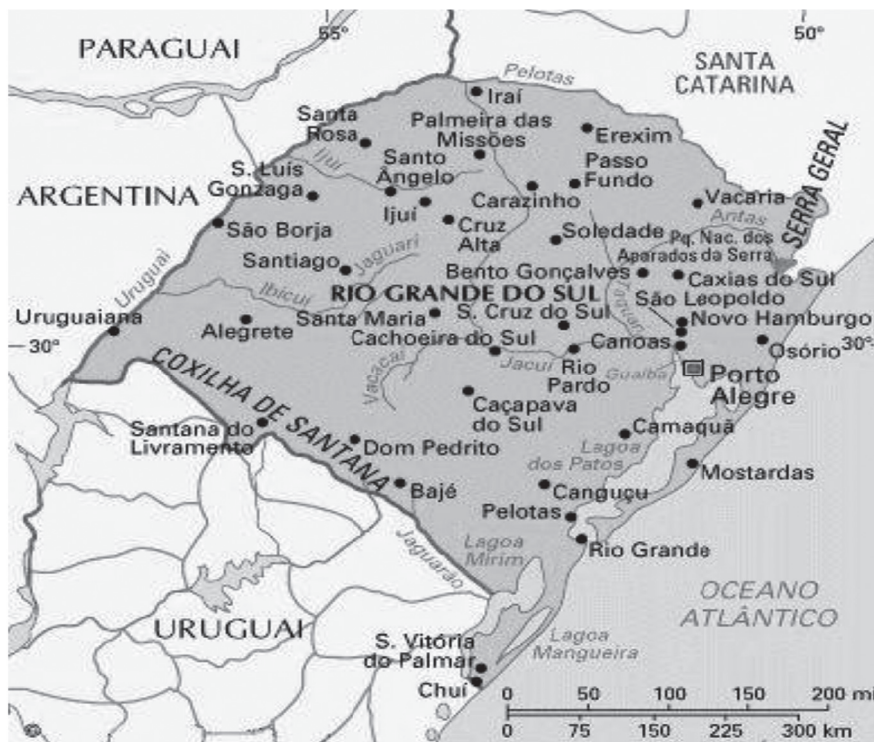 55°
50°
PARAGUAI
Pelotas
SANTA
CATARINA
Iraí
Santa
Rosa
Palmeira das
Missões
Erexim
SERRA GERAL
Ijuí
S. Luís
Gonzaga
Santo
Ângelo
Passo
Fundo
ARGENTINA
Carazinho
Vacaria
Ijuí
Antas
São Borja
Cruz
Alta
Soledade
Pq. Nac. dos
Aparados da Serra
Santiago
Jaguari
Bento Gonçalves
Caxias do Sul
Uruguai
Ibicuí
RIO GRANDE DO SUL
Taquari
São Leopoldo
Uruguaiana
Alegrete
Santa Maria
S. Cruz do Sul
Novo Hamburgo
30°
Cachoeira do Sul
Canoas
Osório
30°
COXILHA DE SANTANA
Vacacaí
Jacuí
Rio
Pardo
Guaíba
Porto
Alegre
Caçapava
do Sul
Santana do
Livramento
Dom Pedrito
Lagoa
dos Patos
Camaquã
Mostardas
Bajé
Canguçu
Pelotas
Jaguarão
Lagoa
Mirim
Rio Grande
OCEANO
ATLÂNTICO
URUGUAI
S. Vitória
do Palmar
Lagoa
Mangueira
Chuí
0 50 100 150 200 mi
0 75 150 225 300 km
©